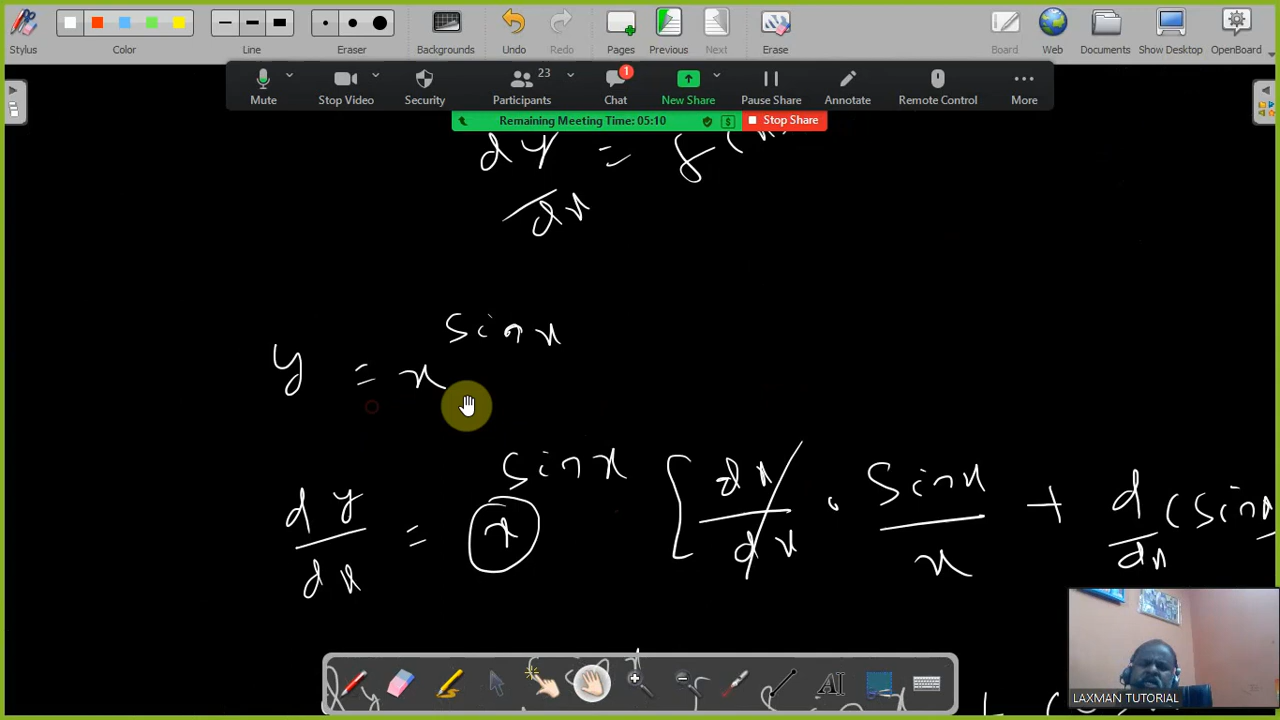 Stylus Color Line Eraser Backgrounds Undo Redo Pages Previous Next Erase Board Web Documents Show Desktop OpenBoard
23 1
Mute Stop Video Security Participants Chat New Share Pause Share Annotate Remote Control More
Remaining Meeting Time: 05:10 $ Stop Share
dy/dx = f(x
y = x^sinx
dy/dx = x^sinx [ dx/dx . sinx/x + d/dx (sinx
LAXMAN TUTORIAL